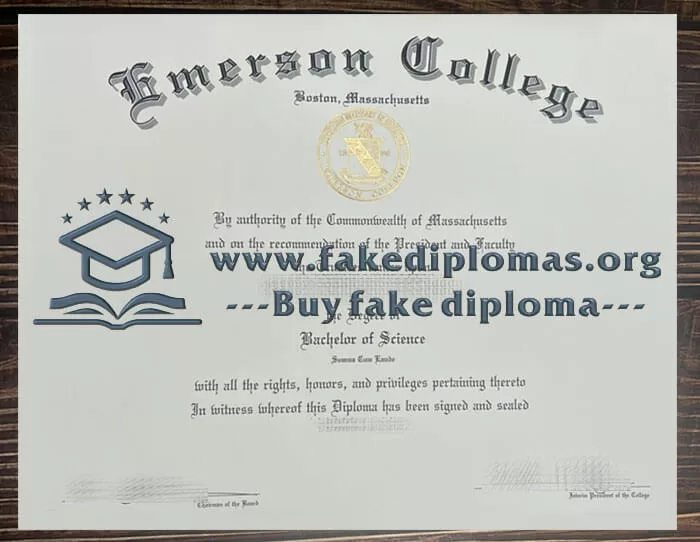 Emerson College
Boston, Massachusetts
By authority of the Commonwealth of Massachusetts
and on the recommendation of the President and Faculty
www.fakediplomas.org
---Buy fake diploma---
the Degree of
Bachelor of Science
Summa Cum Laude
with all the rights, honors, and privileges pertaining thereto
In witness whereof this Diploma has been signed and sealed
Chairman of the Board
Interim President of the College